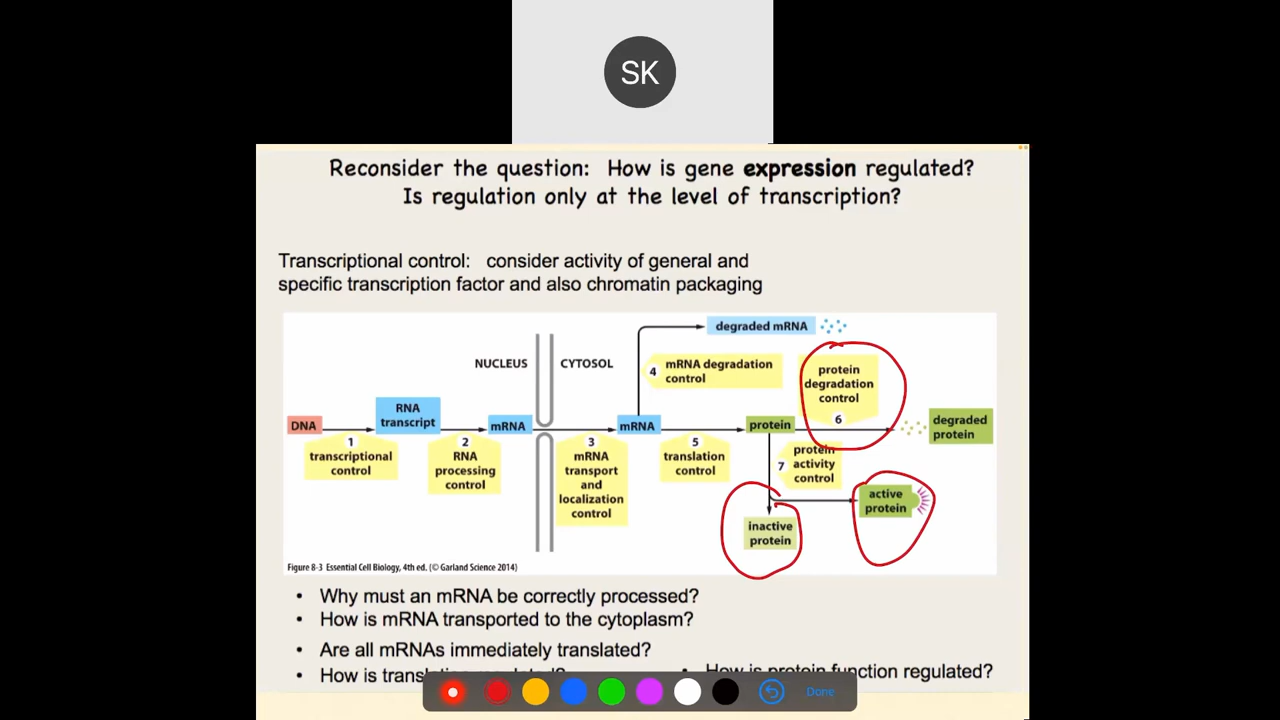 SK
Reconsider the question: How is gene expression regulated?
Is regulation only at the level of transcription?
Transcriptional control: consider activity of general and
specific transcription factor and also chromatin packaging
degraded mRNA
NUCLEUS
CYTOSOL
4
mRNA degradation
control
protein
degradation
control
6
DNA
RNA
transcript
mRNA
mRNA
protein
degraded
protein
1
transcriptional
control
2
RNA
processing
control
3
mRNA
transport
and
localization
control
5
translation
control
7
protein
activity
control
active
protein
inactive
protein
Figure 8-3 Essential Cell Biology, 4th ed. (© Garland Science 2014)
• Why must an mRNA be correctly processed?
• How is mRNA transported to the cytoplasm?
• Are all mRNAs immediately translated?
• How is
• How is protein function regulated?
Done